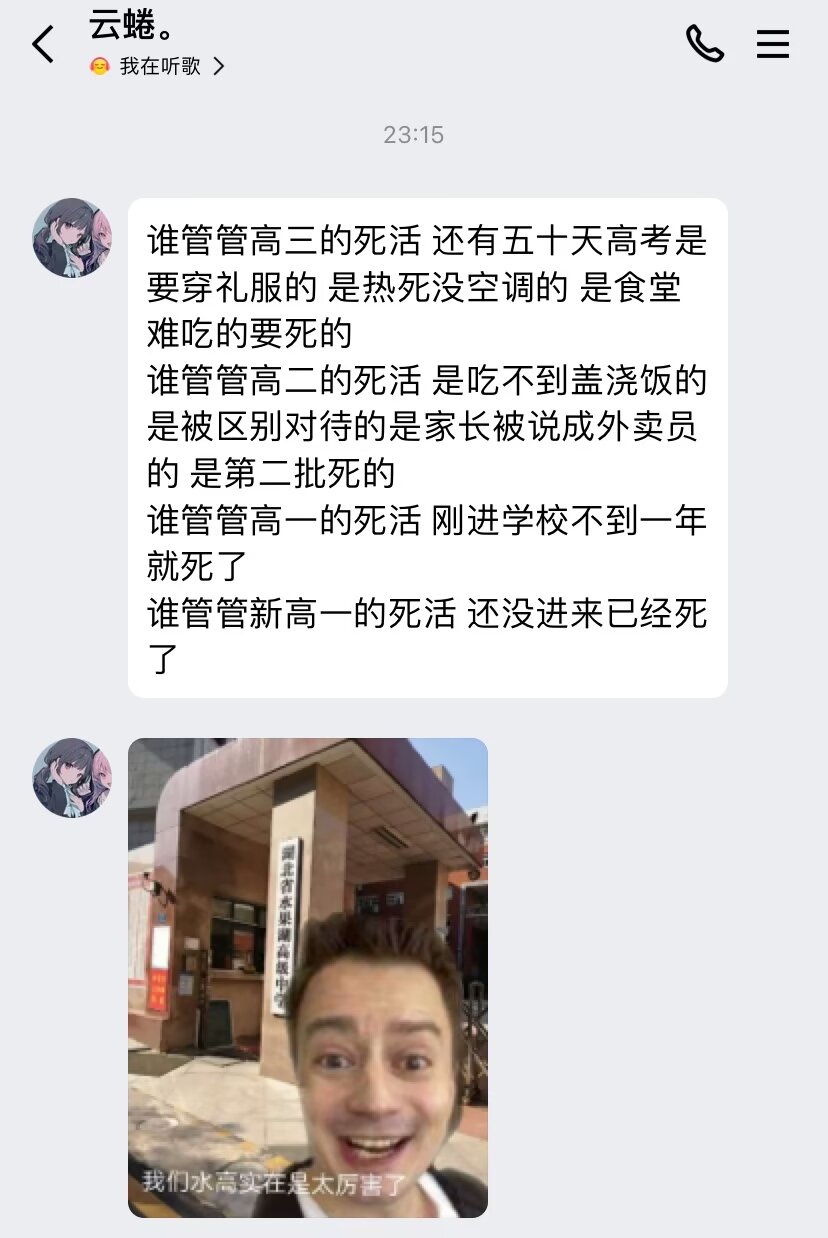 云蜷。
我在听歌
23:15
谁管管高三的死活 还有五十天高考是
要穿礼服的 是热死没空调的 是食堂
难吃的要死的
谁管管高二的死活 是吃不到盖浇饭的
是被区别对待的是家长被说成外卖员
的 是第二批死的
谁管管高一的死活 刚进学校不到一年
就死了
谁管管新高一的死活 还没进来已经死
了
湖北省水果湖高级中学
我们水高实在是太厉害了